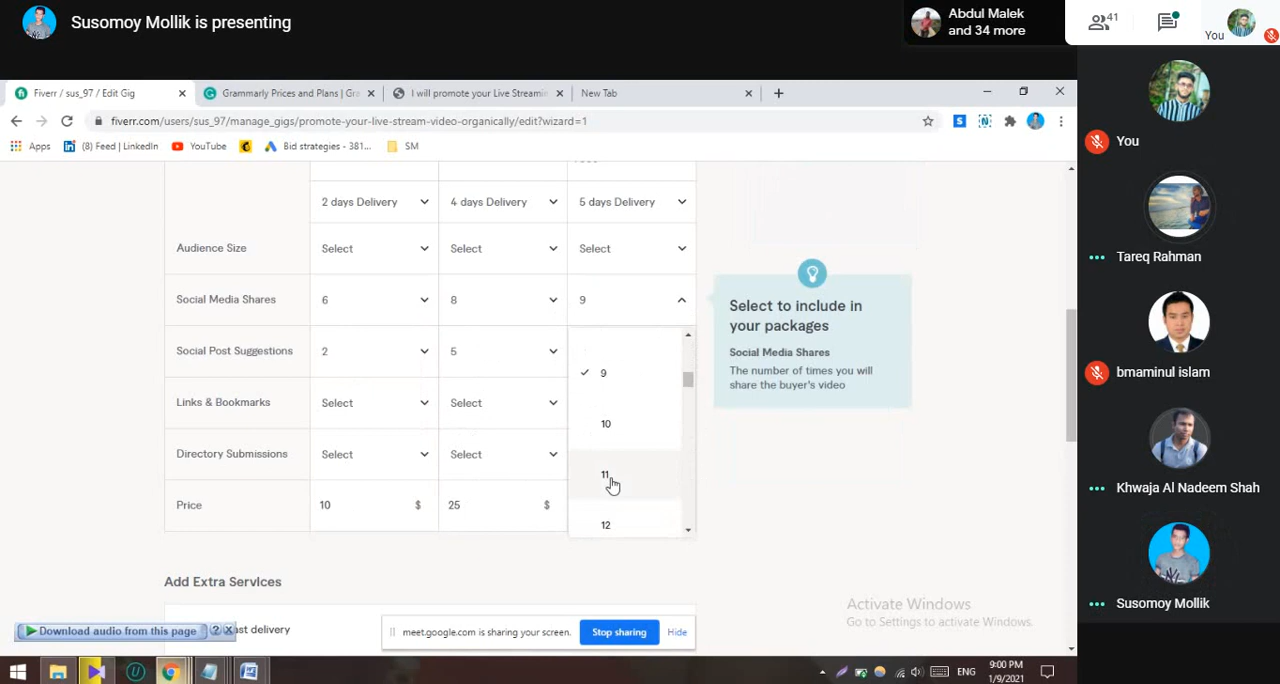 Susomoy Mollik is presenting
Abdul Malek
and 34 more
41
You
Fiverr / sus_97 / Edit Gig
Grammarly Prices and Plans | Gra
I will promote your Live Streamin
New Tab
fiverr.com/users/sus_97/manage_gigs/promote-your-live-stream-video-organically/edit?wizard=1
Apps
(8) Feed | LinkedIn
YouTube
Bid strategies - 381...
SM
2 days Delivery
4 days Delivery
5 days Delivery
Audience Size
Select
Select
Select
Social Media Shares
6
8
9
Social Post Suggestions
2
5
9
10
11
12
Links & Bookmarks
Select
Select
Directory Submissions
Select
Select
Price
10 $
25 $
Select to include in
your packages
Social Media Shares
The number of times you will
share the buyer's video
Add Extra Services
Download audio from this page
?
ast delivery
meet.google.com is sharing your screen.
Stop sharing
Hide
Activate Windows
Go to Settings to activate Windows.
ENG
9:00 PM
1/9/2021
You
Tareq Rahman
bmaminul islam
Khwaja Al Nadeem Shah
Susomoy Mollik